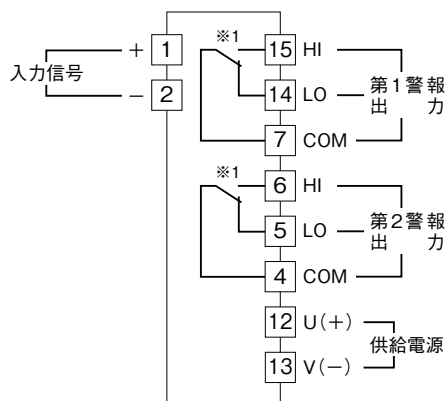 + 1
入力信号
− 2
※1
15 HI
14 LO
7 COM
第1警報
出 力
※1
6 HI
5 LO
4 COM
第2警報
出 力
12 U(+)
13 V(−)
供給電源